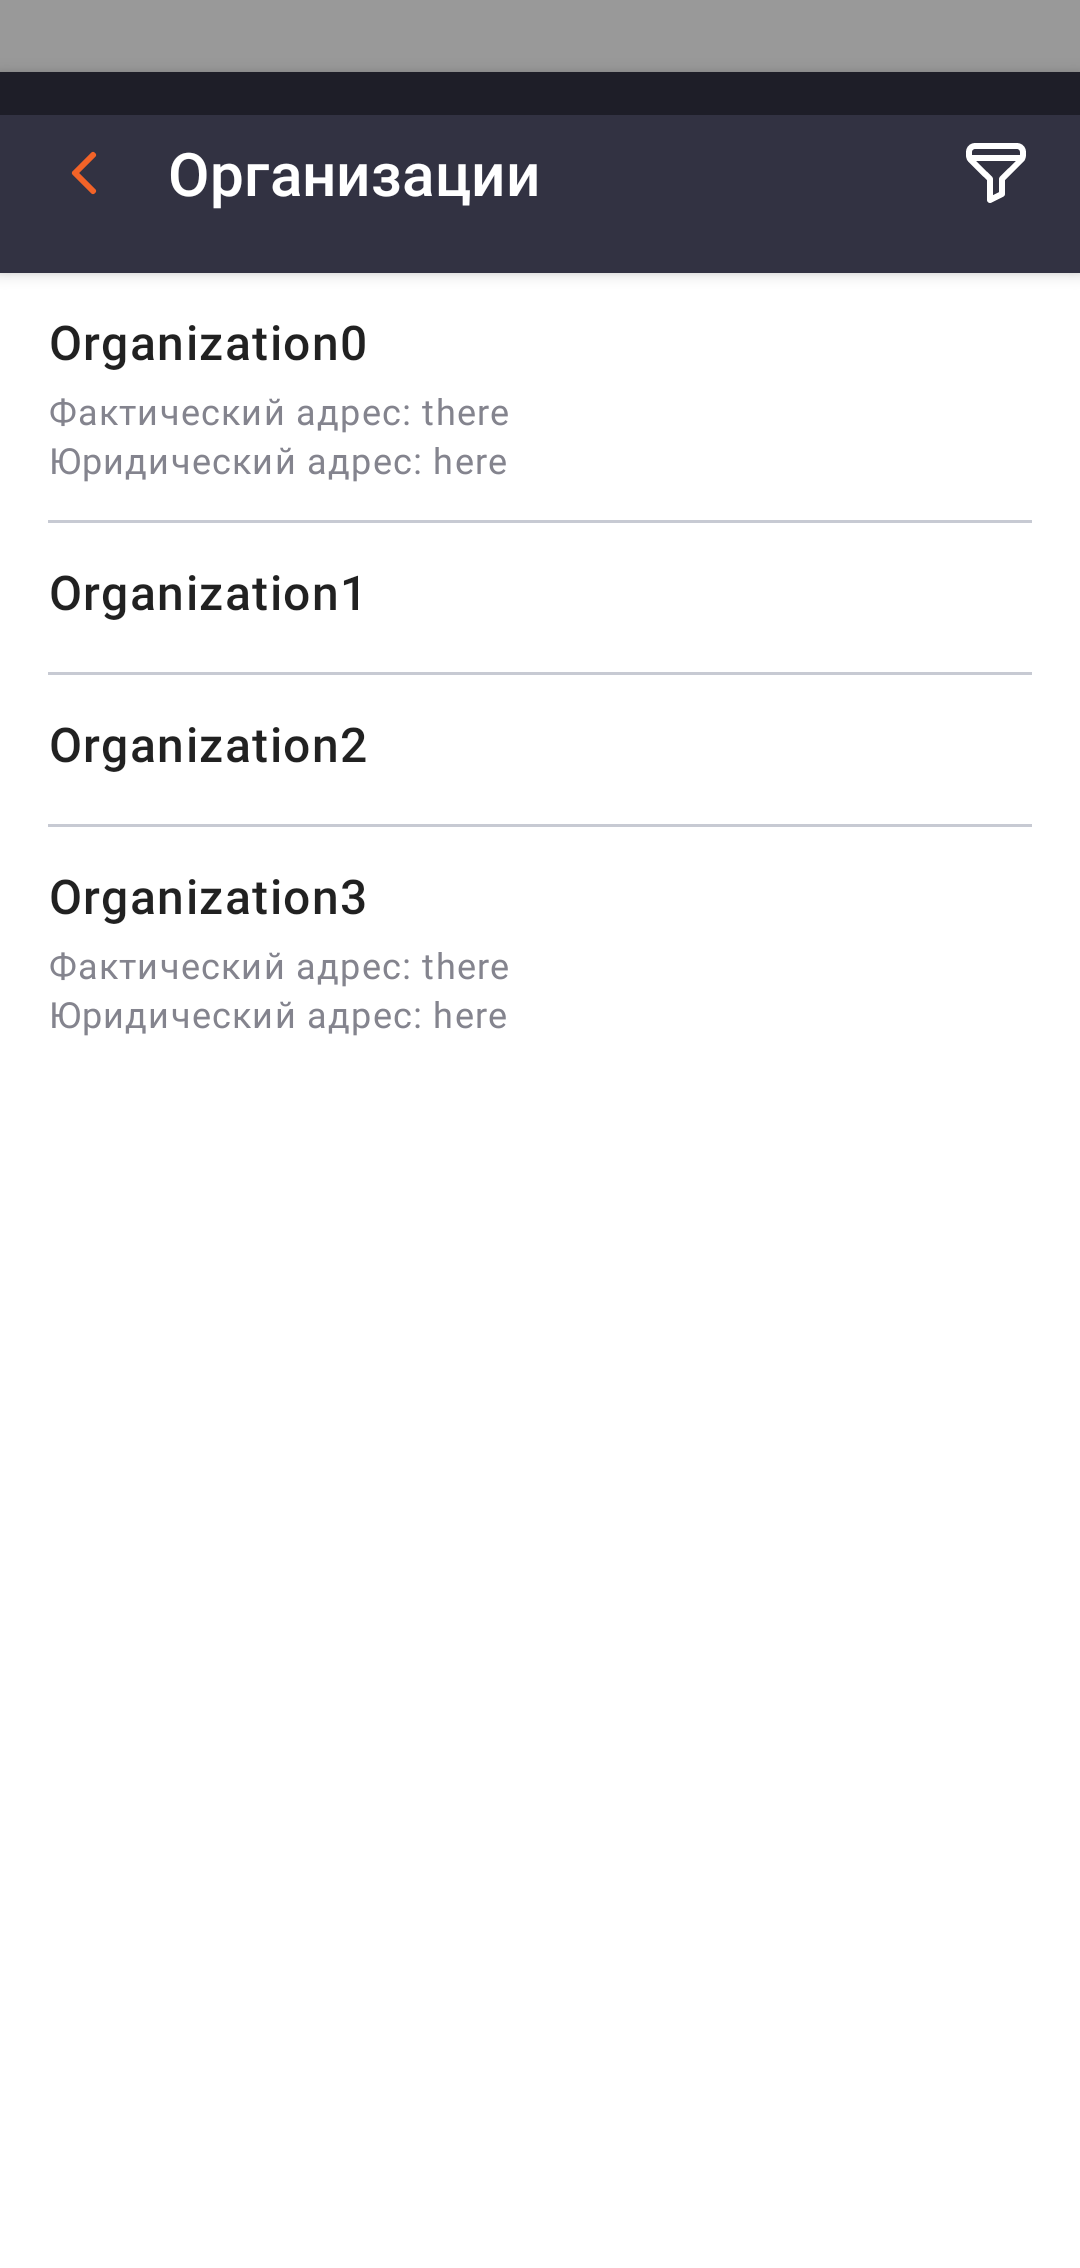 Организации
Organization0
Фактический адрес: there
Юридический адрес: here
Organization1
Organization2
Organization3
Фактический адрес: there
Юридический адрес: here